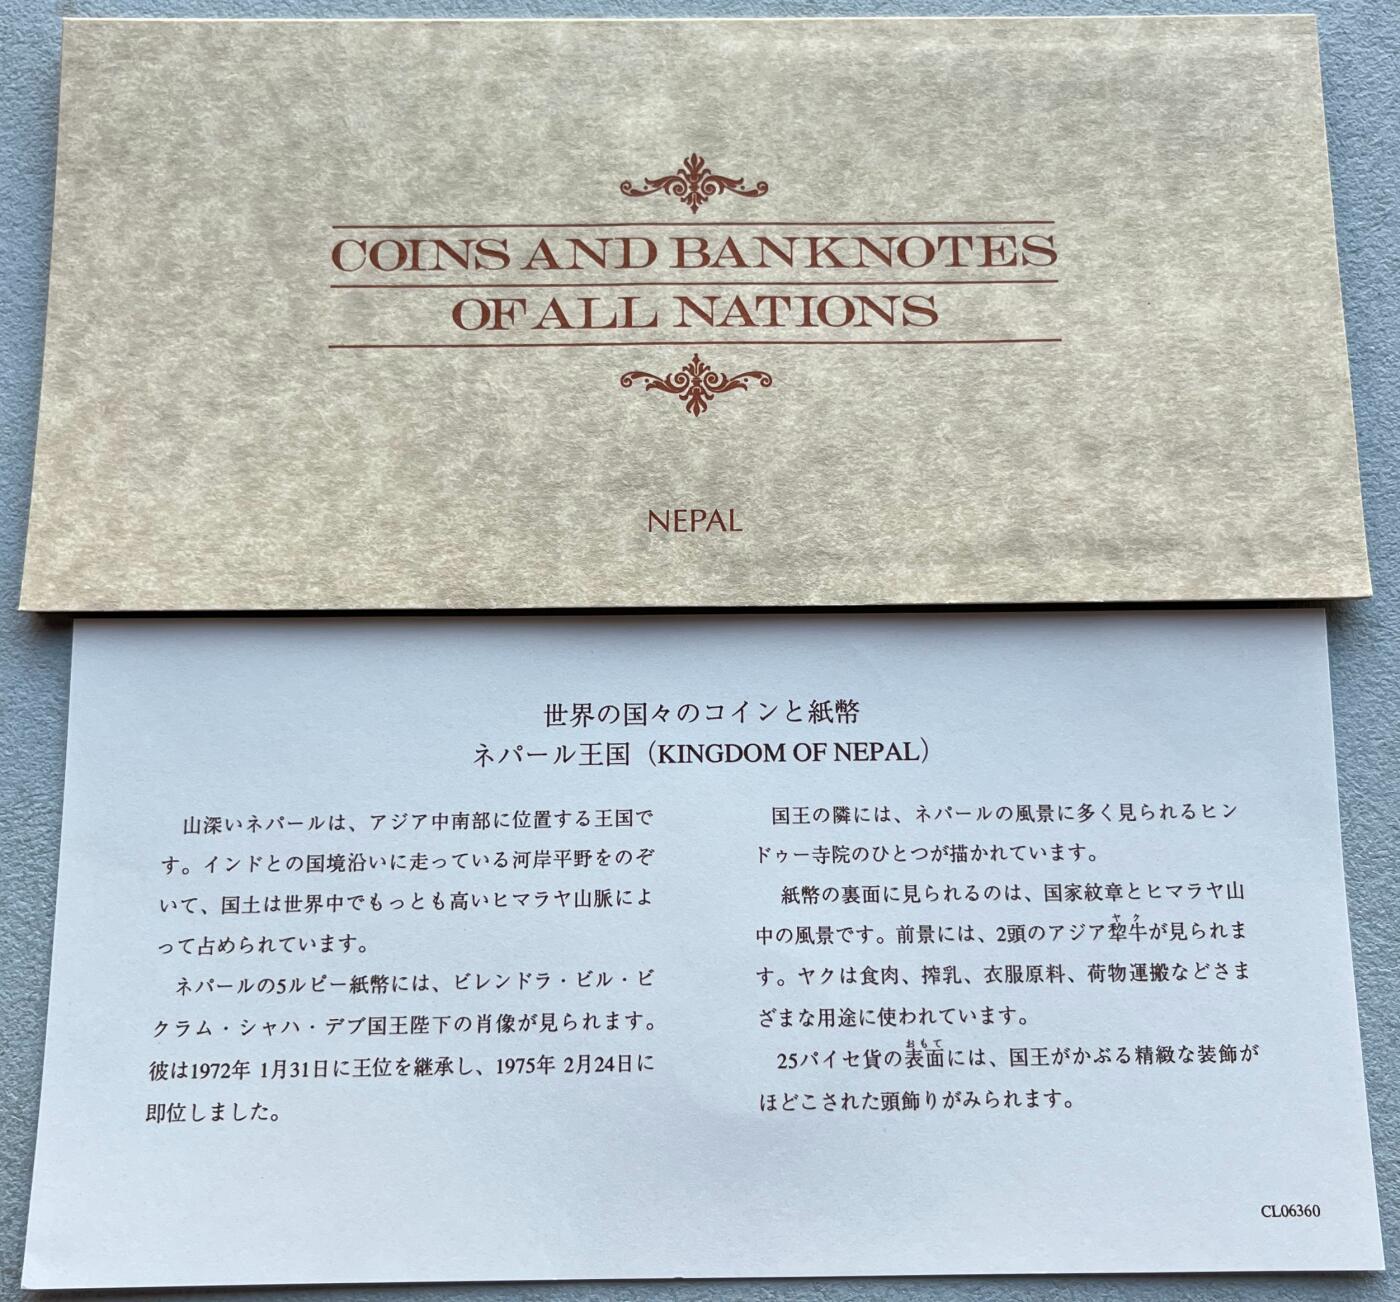 COINS AND BANKNOTES
OF ALL NATIONS
NEPAL
世界の国々のコインと紙幣
ネパール王国（KINGDOM OF NEPAL）
山深いネパールは、アジア中南部に位置する王国で
す。インドとの国境沿いに走っている河岸平野をのぞ
いて、国土は世界中でもっとも高いヒマラヤ山脈によ
って占められています。
ネパールの5ルピー紙幣には、ビレンドラ・ビル・ビ
クラム・シャハ・デブ国王陛下の肖像が見られます。
彼は1972年 1月31日に王位を継承し、1975年 2月24日に
即位しました。
国王の隣には、ネパールの風景に多く見られるヒン
ドゥー寺院のひとつが描かれています。
紙幣の裏面に見られるのは、国家紋章とヒマラヤ山
ヤク
中の風景です。前景には、2頭のアジア犂牛が見られま
す。ヤクは食肉、搾乳、衣服原料、荷物運搬などさま
ざまな用途に使われています。
おもて
25パイセ貨の表面には、国王がかぶる精緻な装飾が
ほどこされた頭飾りがみられます。
CL06360